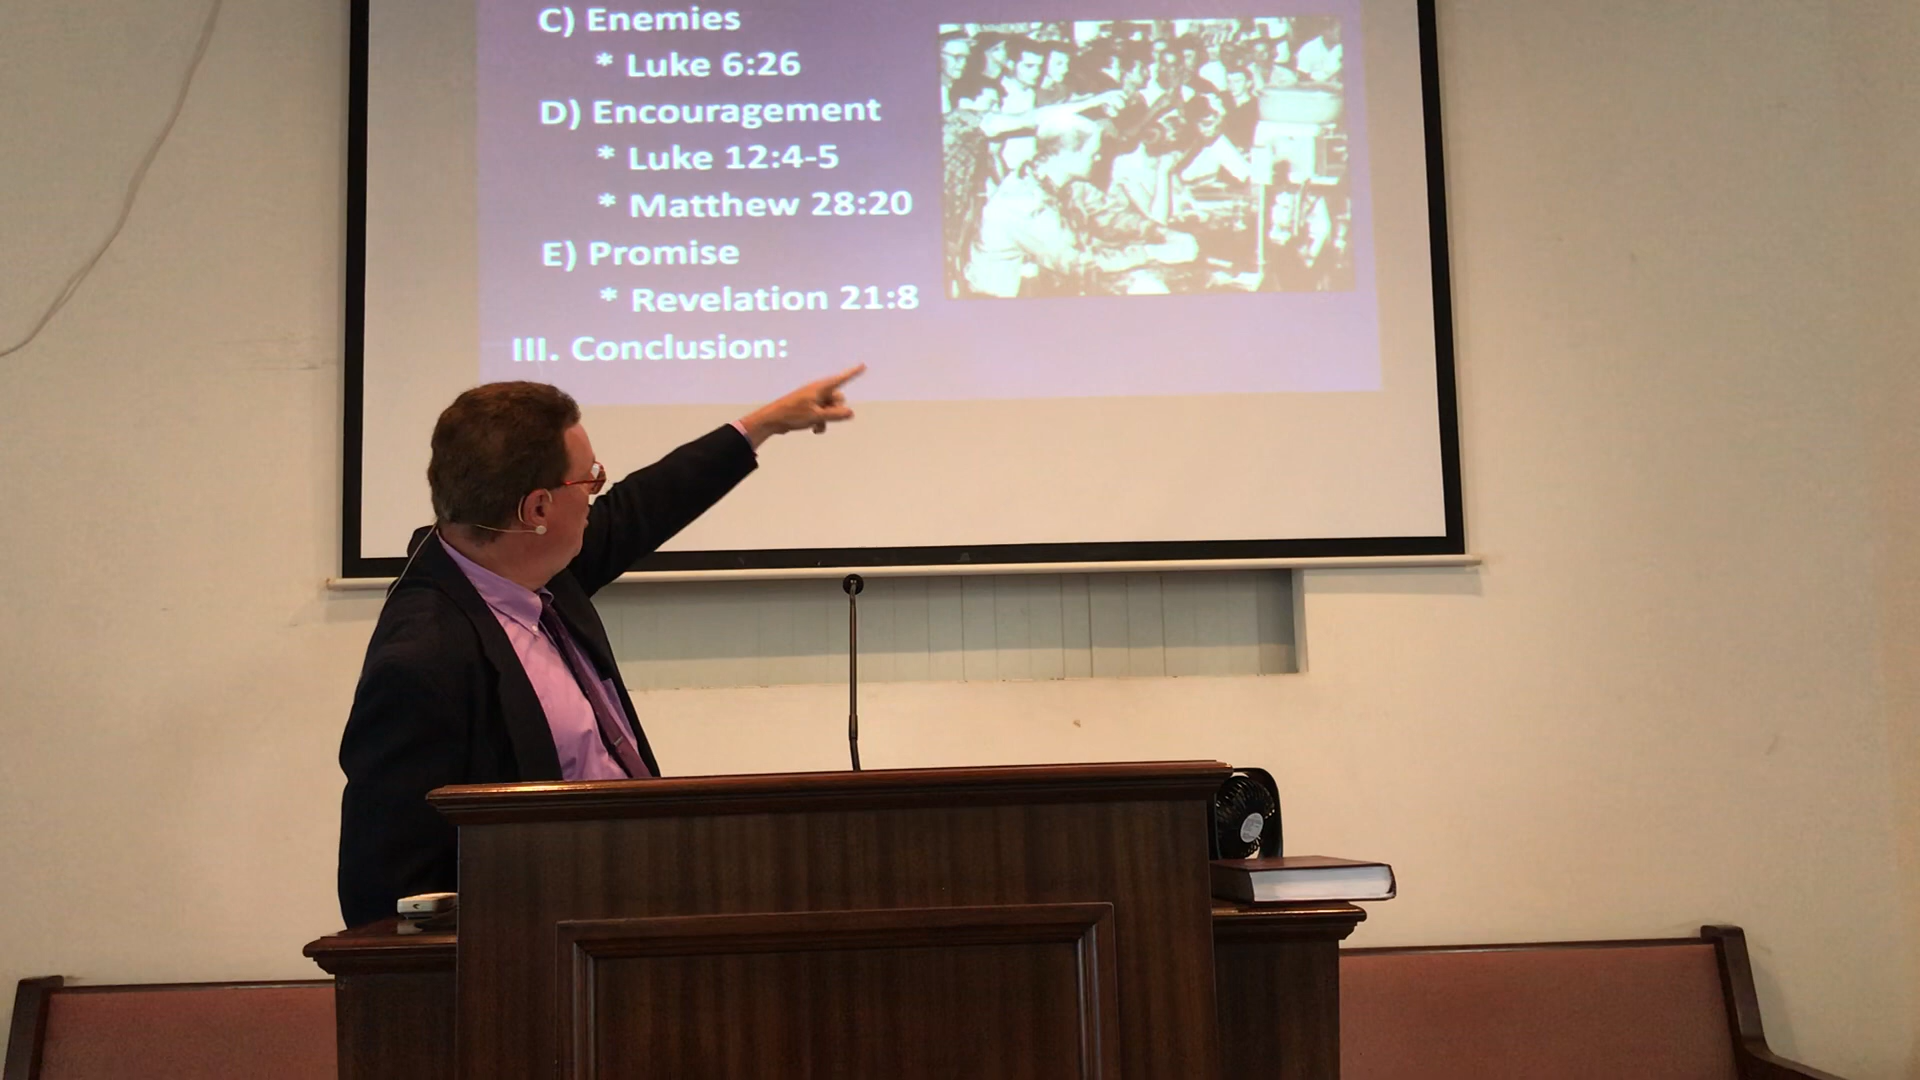 C) Enemies
* Luke 6:26
D) Encouragement
* Luke 12:4-5
* Matthew 28:20
E) Promise
* Revelation 21:8
III. Conclusion: